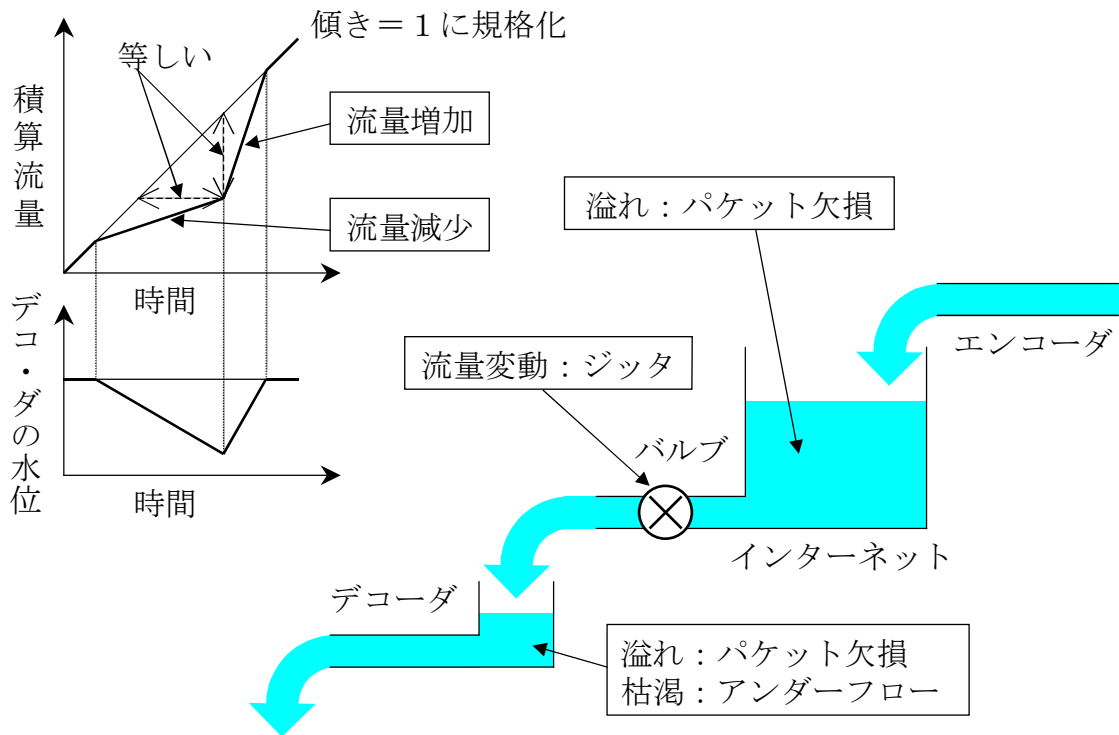 傾き＝１に規格化
等しい
積算流量
流量増加
流量減少
時間
デコ・ダの水位
時間
溢れ：パケット欠損
エンコーダ
流量変動：ジッタ
バルブ
インターネット
デコーダ
溢れ：パケット欠損
枯渇：アンダーフロー